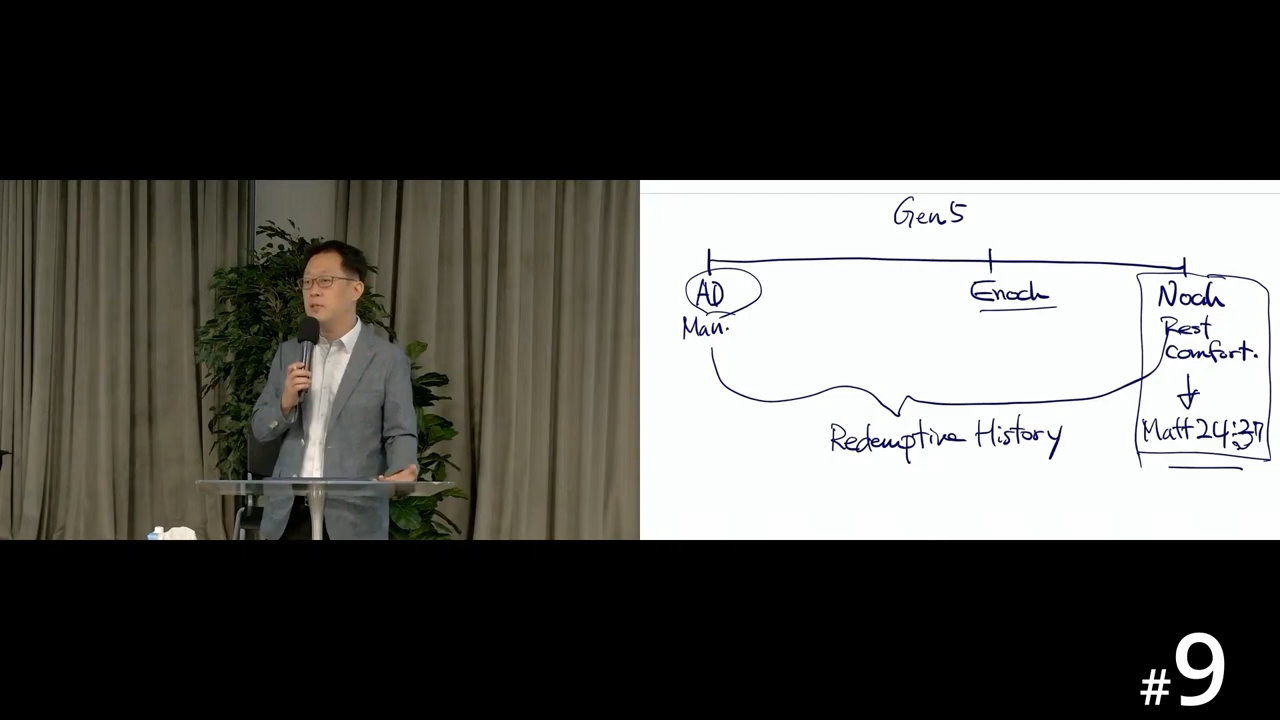 Gen 5
AD
Man.
Enoch
Noah
Rest
Comfort.
Matt 24:37
Redemptive History
#9